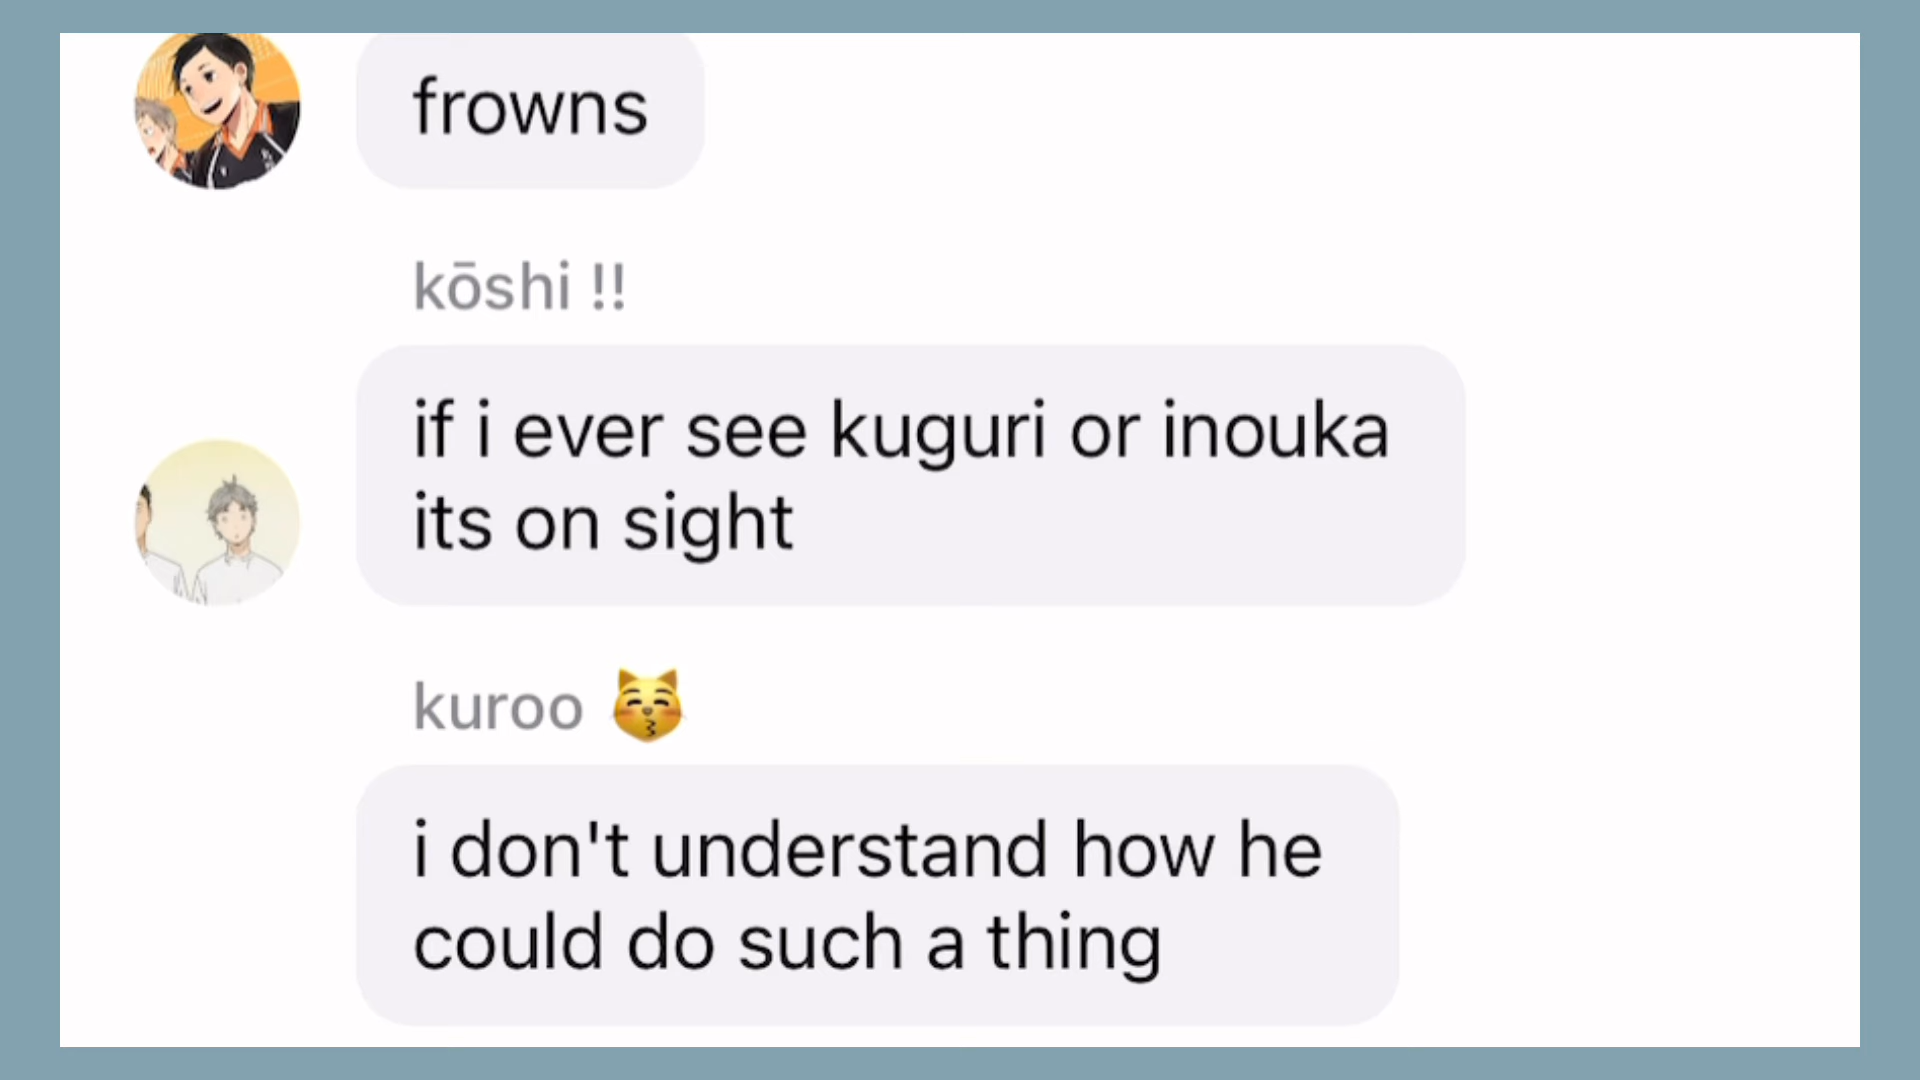 frowns
kōshi !!
if i ever see kuguri or inouka
its on sight
kuroo 😽
i don't understand how he
could do such a thing